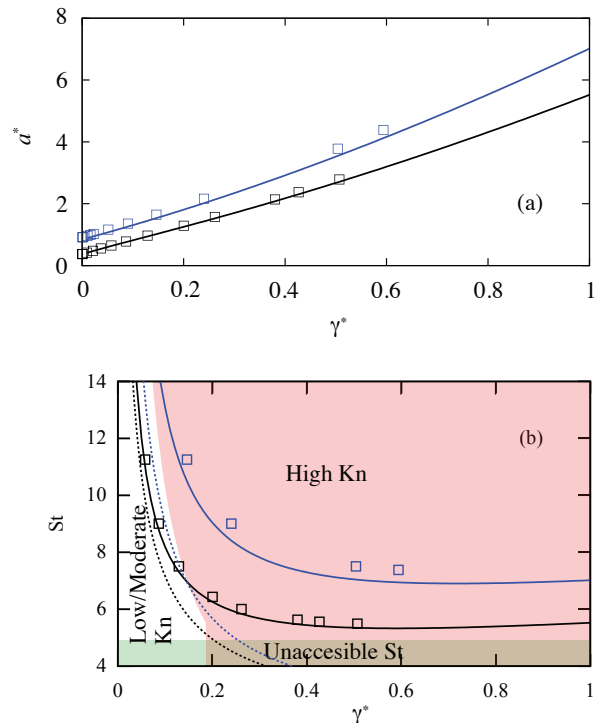 8
6
4
2
0
a*
(a)
0 0.2 0.4 0.6 0.8 1
γ*
14
12
10
8
6
4
St
(b)
High Kn
Low/Moderate
Kn
Unaccesible St
0 0.2 0.4 0.6 0.8 1
γ*